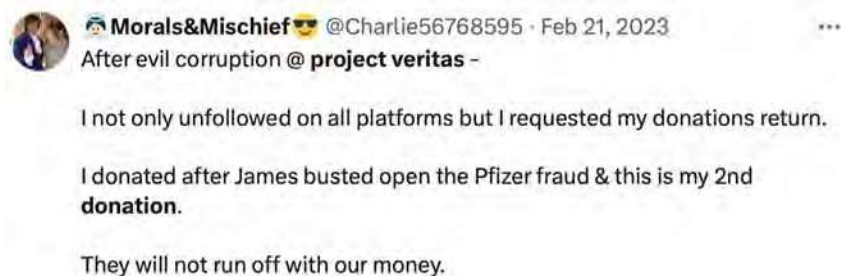 Morals&Mischief😎 @Charlie56768595 · Feb 21, 2023 ...
After evil corruption @ project veritas -
I not only unfollowed on all platforms but I requested my donations return.
I donated after James busted open the Pfizer fraud & this is my 2nd
donation.
They will not run off with our money.